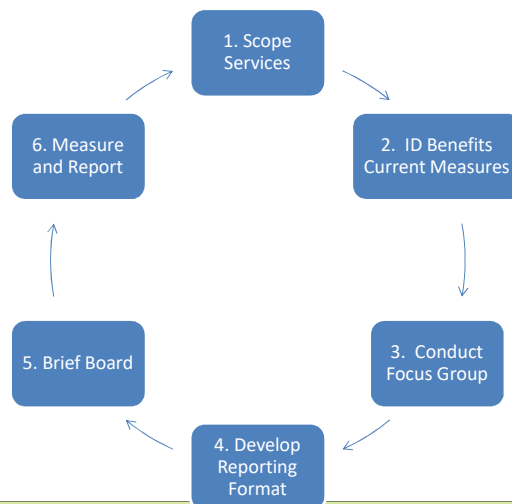 1. Scope
Services
2. ID Benefits
Current Measures
3. Conduct
Focus Group
4. Develop
Reporting
Format
5. Brief Board
6. Measure
and Report